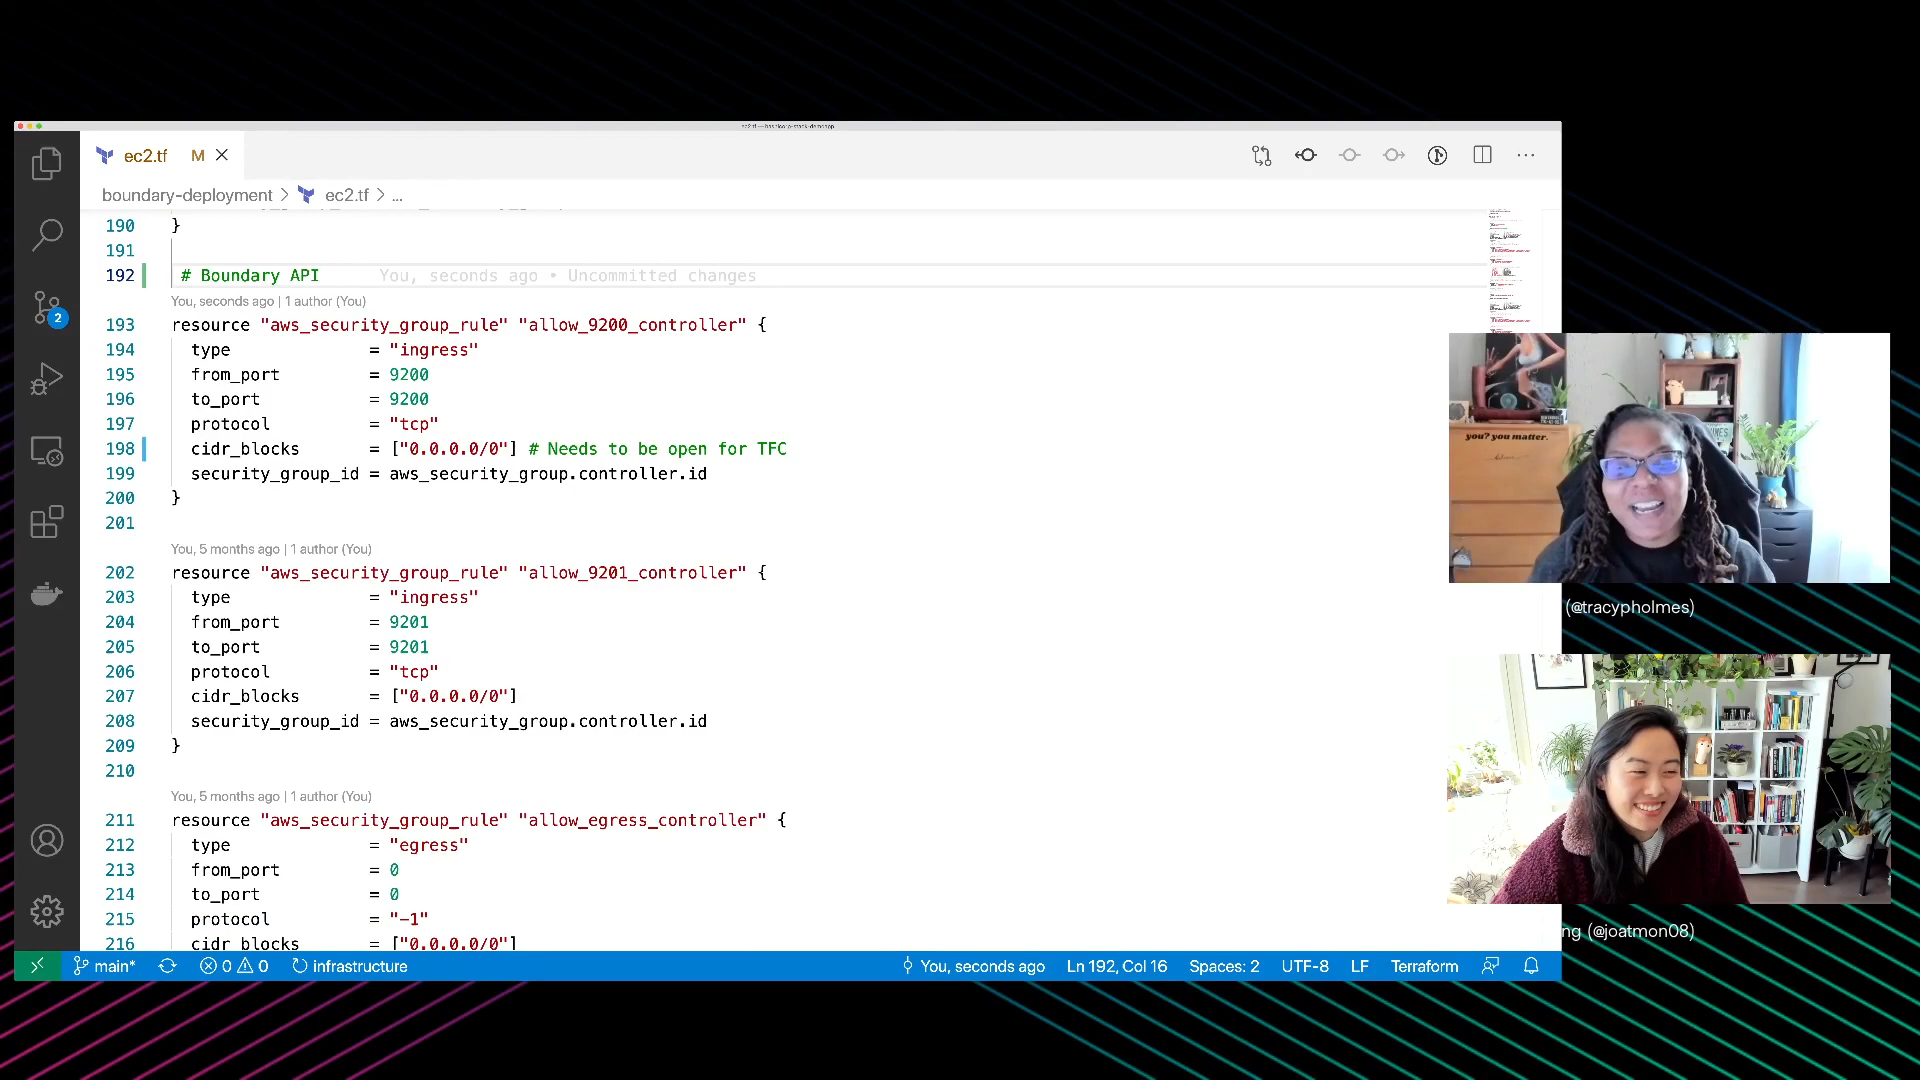 ec2.tf — hashicorp-stack-demoapp
ec2.tf M
boundary-deployment > ec2.tf > ...
190 }
191
192 # Boundary API You, seconds ago • Uncommitted changes
You, seconds ago | 1 author (You)
193 resource "aws_security_group_rule" "allow_9200_controller" {
194 type = "ingress"
195 from_port = 9200
196 to_port = 9200
197 protocol = "tcp"
198 cidr_blocks = ["0.0.0.0/0"] # Needs to be open for TFC
199 security_group_id = aws_security_group.controller.id
200 }
201
You, 5 months ago | 1 author (You)
202 resource "aws_security_group_rule" "allow_9201_controller" {
203 type = "ingress"
204 from_port = 9201
205 to_port = 9201
206 protocol = "tcp"
207 cidr_blocks = ["0.0.0.0/0"]
208 security_group_id = aws_security_group.controller.id
209 }
210
You, 5 months ago | 1 author (You)
211 resource "aws_security_group_rule" "allow_egress_controller" {
212 type = "egress"
213 from_port = 0
214 to_port = 0
215 protocol = "-1"
216 cidr_blocks = ["0.0.0.0/0"]
2
main* 0 0 infrastructure You, seconds ago Ln 192, Col 16 Spaces: 2 UTF-8 LF Terraform
you? you matter.
(@tracypholmes)
ng (@joatmon08)